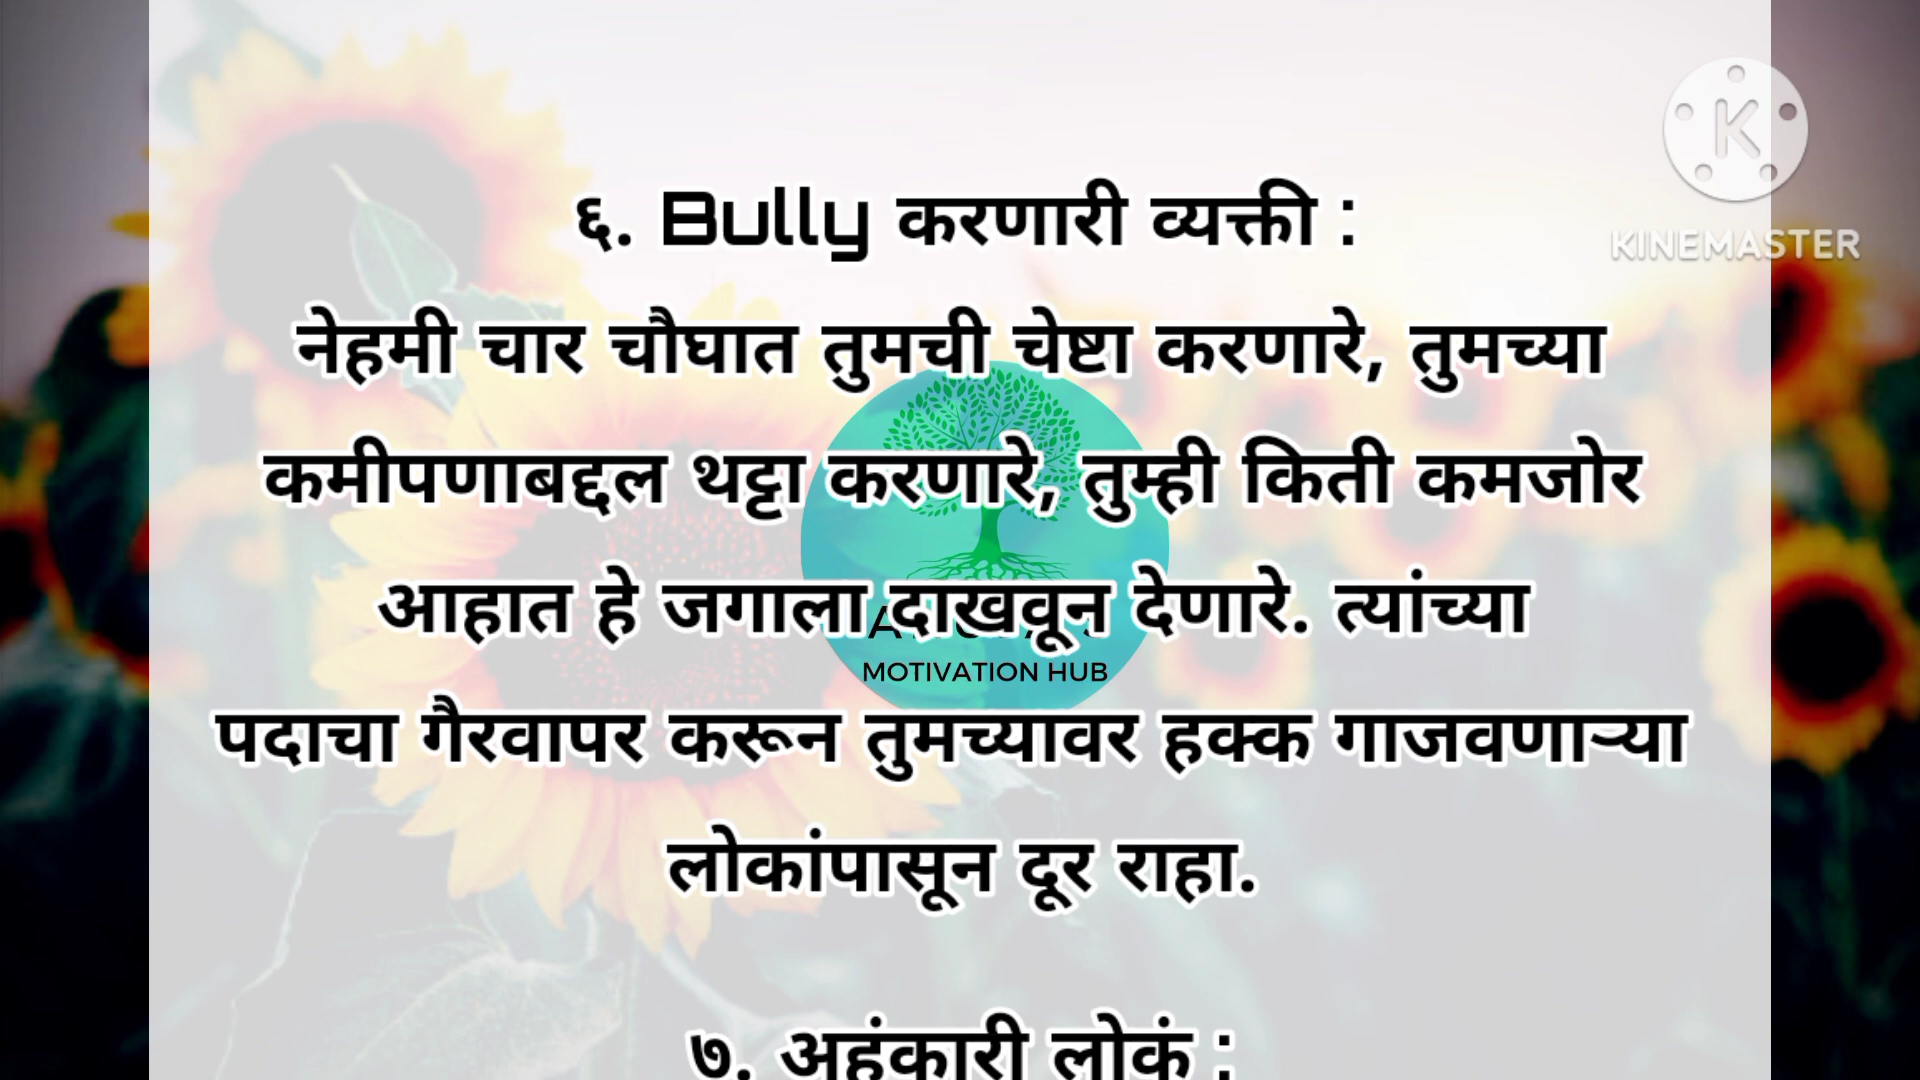 ६. Bully करणारी व्यक्ती :
नेहमी चार चौघात तुमची चेष्टा करणारे, तुमच्या
कमीपणाबद्दल थट्टा करणारे, तुम्ही किती कमजोर
आहात हे जगाला दाखवून देणारे. त्यांच्या
पदाचा गैरवापर करून तुमच्यावर हक्क गाजवणाऱ्या
लोकांपासून दूर राहा.
७. अहंकारी लोकं :
MOTIVATION HUB
KINEMASTER